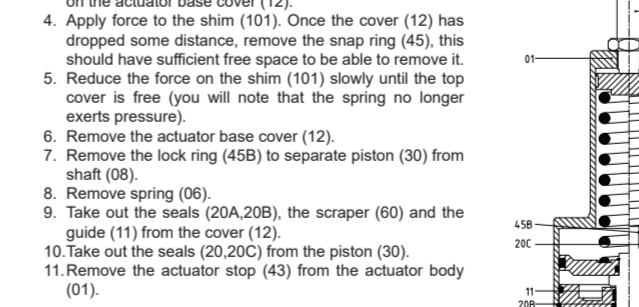 on the actuator base cover (12).
4. Apply force to the shim (101). Once the cover (12) has
dropped some distance, remove the snap ring (45), this
should have sufficient free space to be able to remove it.
5. Reduce the force on the shim (101) slowly until the top
cover is free (you will note that the spring no longer
exerts pressure).
6. Remove the actuator base cover (12).
7. Remove the lock ring (45B) to separate piston (30) from
shaft (08).
8. Remove spring (06).
9. Take out the seals (20A,20B), the scraper (60) and the
guide (11) from the cover (12).
10.Take out the seals (20,20C) from the piston (30).
11.Remove the actuator stop (43) from the actuator body
(01).
01
45B
20C
11
20B